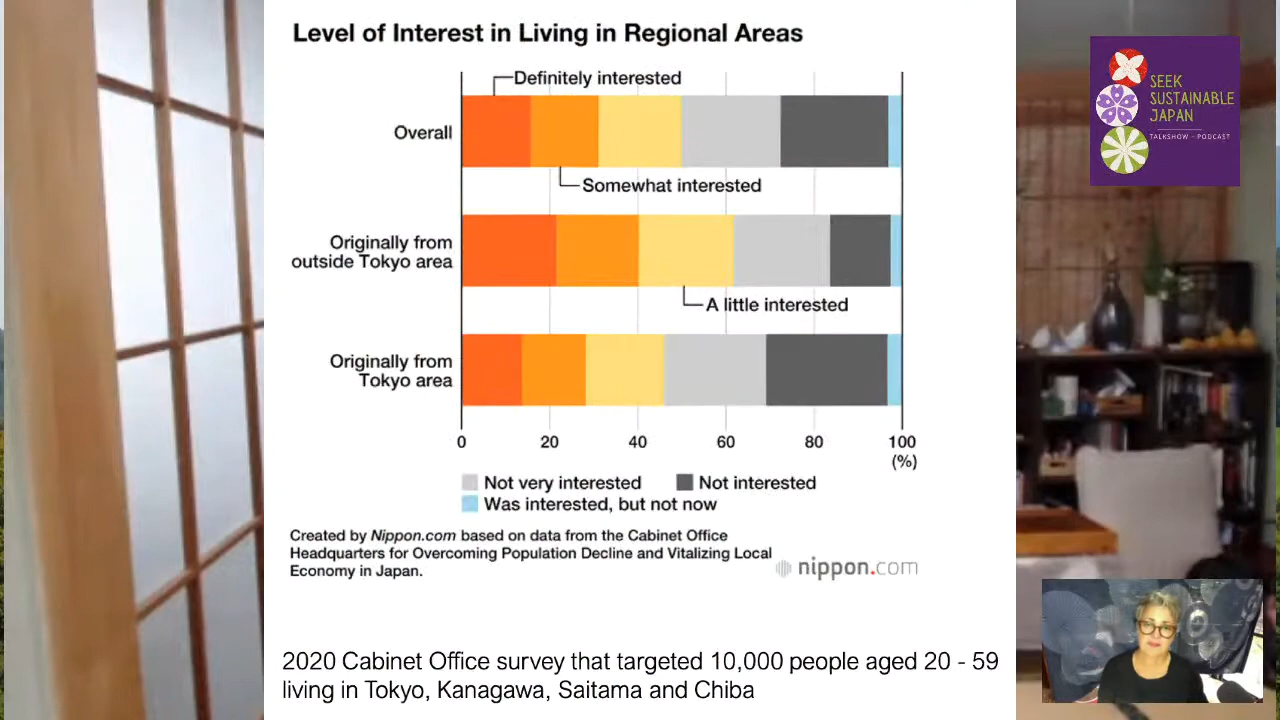 Level of Interest in Living in Regional Areas
Definitely interested
Overall
Somewhat interested
Originally from
outside Tokyo area
A little interested
Originally from
Tokyo area
0 20 40 60 80 100
(%)
Not very interested Not interested
Was interested, but not now
Created by Nippon.com based on data from the Cabinet Office
Headquarters for Overcoming Population Decline and Vitalizing Local
Economy in Japan.
nippon.com
2020 Cabinet Office survey that targeted 10,000 people aged 20 - 59
living in Tokyo, Kanagawa, Saitama and Chiba
SEEK
SUSTAINABLE
JAPAN
TALKSHOW - PODCAST